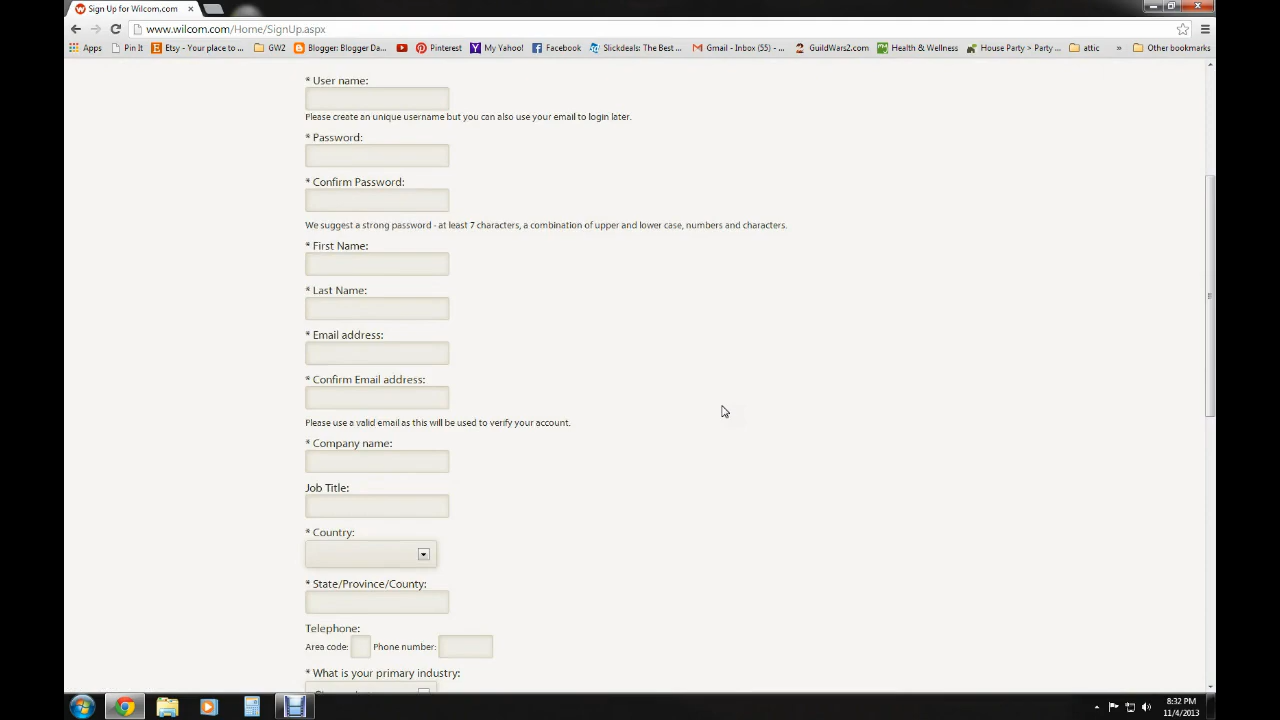 Sign Up for Wilcom.com
www.wilcom.com/Home/SignUp.aspx
Apps Pin It Etsy - Your place to ... GW2 Blogger: Blogger Da... Pinterest My Yahoo! Facebook Slickdeals: The Best ... Gmail - Inbox (55) - ... GuildWars2.com Health & Wellness House Party > Party ... attic » Other bookmarks
* User name:
Please create an unique username but you can also use your email to login later.
* Password:
* Confirm Password:
We suggest a strong password - at least 7 characters, a combination of upper and lower case, numbers and characters.
* First Name:
* Last Name:
* Email address:
* Confirm Email address:
Please use a valid email as this will be used to verify your account.
* Company name:
Job Title:
* Country:
* State/Province/County:
Telephone:
Area code: Phone number:
* What is your primary industry:
8:32 PM
11/4/2013